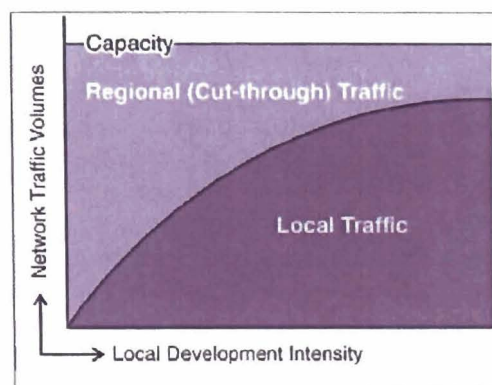 Capacity
Regional (Cut-through) Traffic
Local Traffic
Network Traffic Volumes
Local Development Intensity